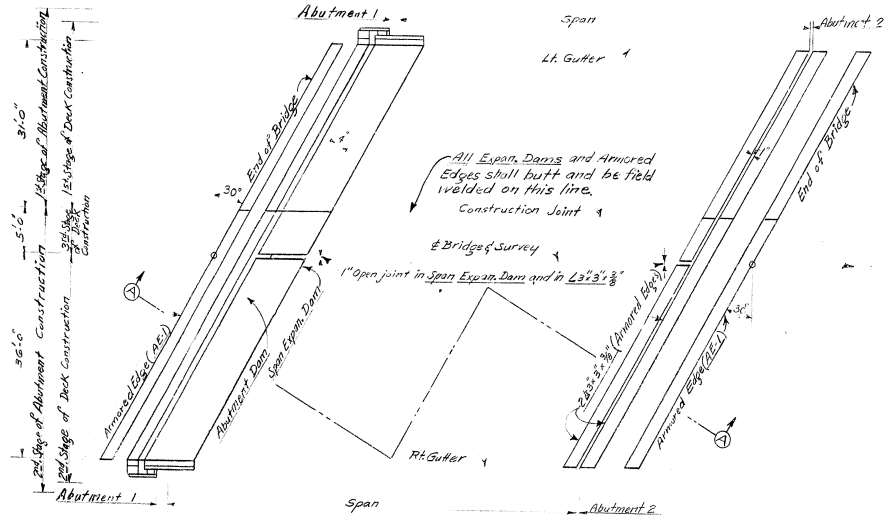 Abutment 1
Span
Abutment 2
Lt. Gutter
31'-0"
1st Stage of Abutment Construction
1st Stage of Deck Construction
End of Bridge
4"
30°
All Expan. Dams and Armored
Edges shall butt and be field
welded on this line.
Construction Joint
1"
End of Bridge
5'-0"
3rd Stage
of Deck
Construction
℄ Bridge & Survey
1" Open joint in Span Expan. Dam and in L3"x3"x3/8"
(Armored Edges)
36'-0"
2nd. Stage of Abutment Construction
2nd Stage of Deck Construction
A
Armored Edge (AE-1)
Abutment Dam
Span Expan. Dam
2 Ls 3"x3"x3/8"
Armored Edge (AE-1)
A
Rt. Gutter
Abutment 1
Span
Abutment 2